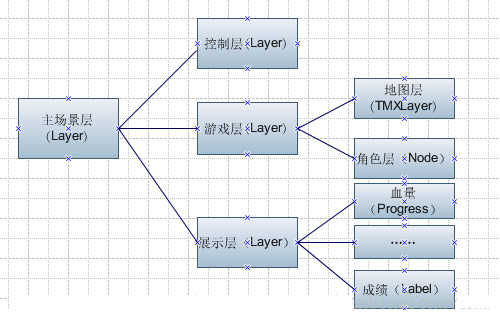 控制层(Layer)
主场景层
(Layer)
游戏层(Layer)
地图层
(TMXLayer)
角色层（Node）
血量
（Progress）
展示层（Layer）
……
成绩（Label）